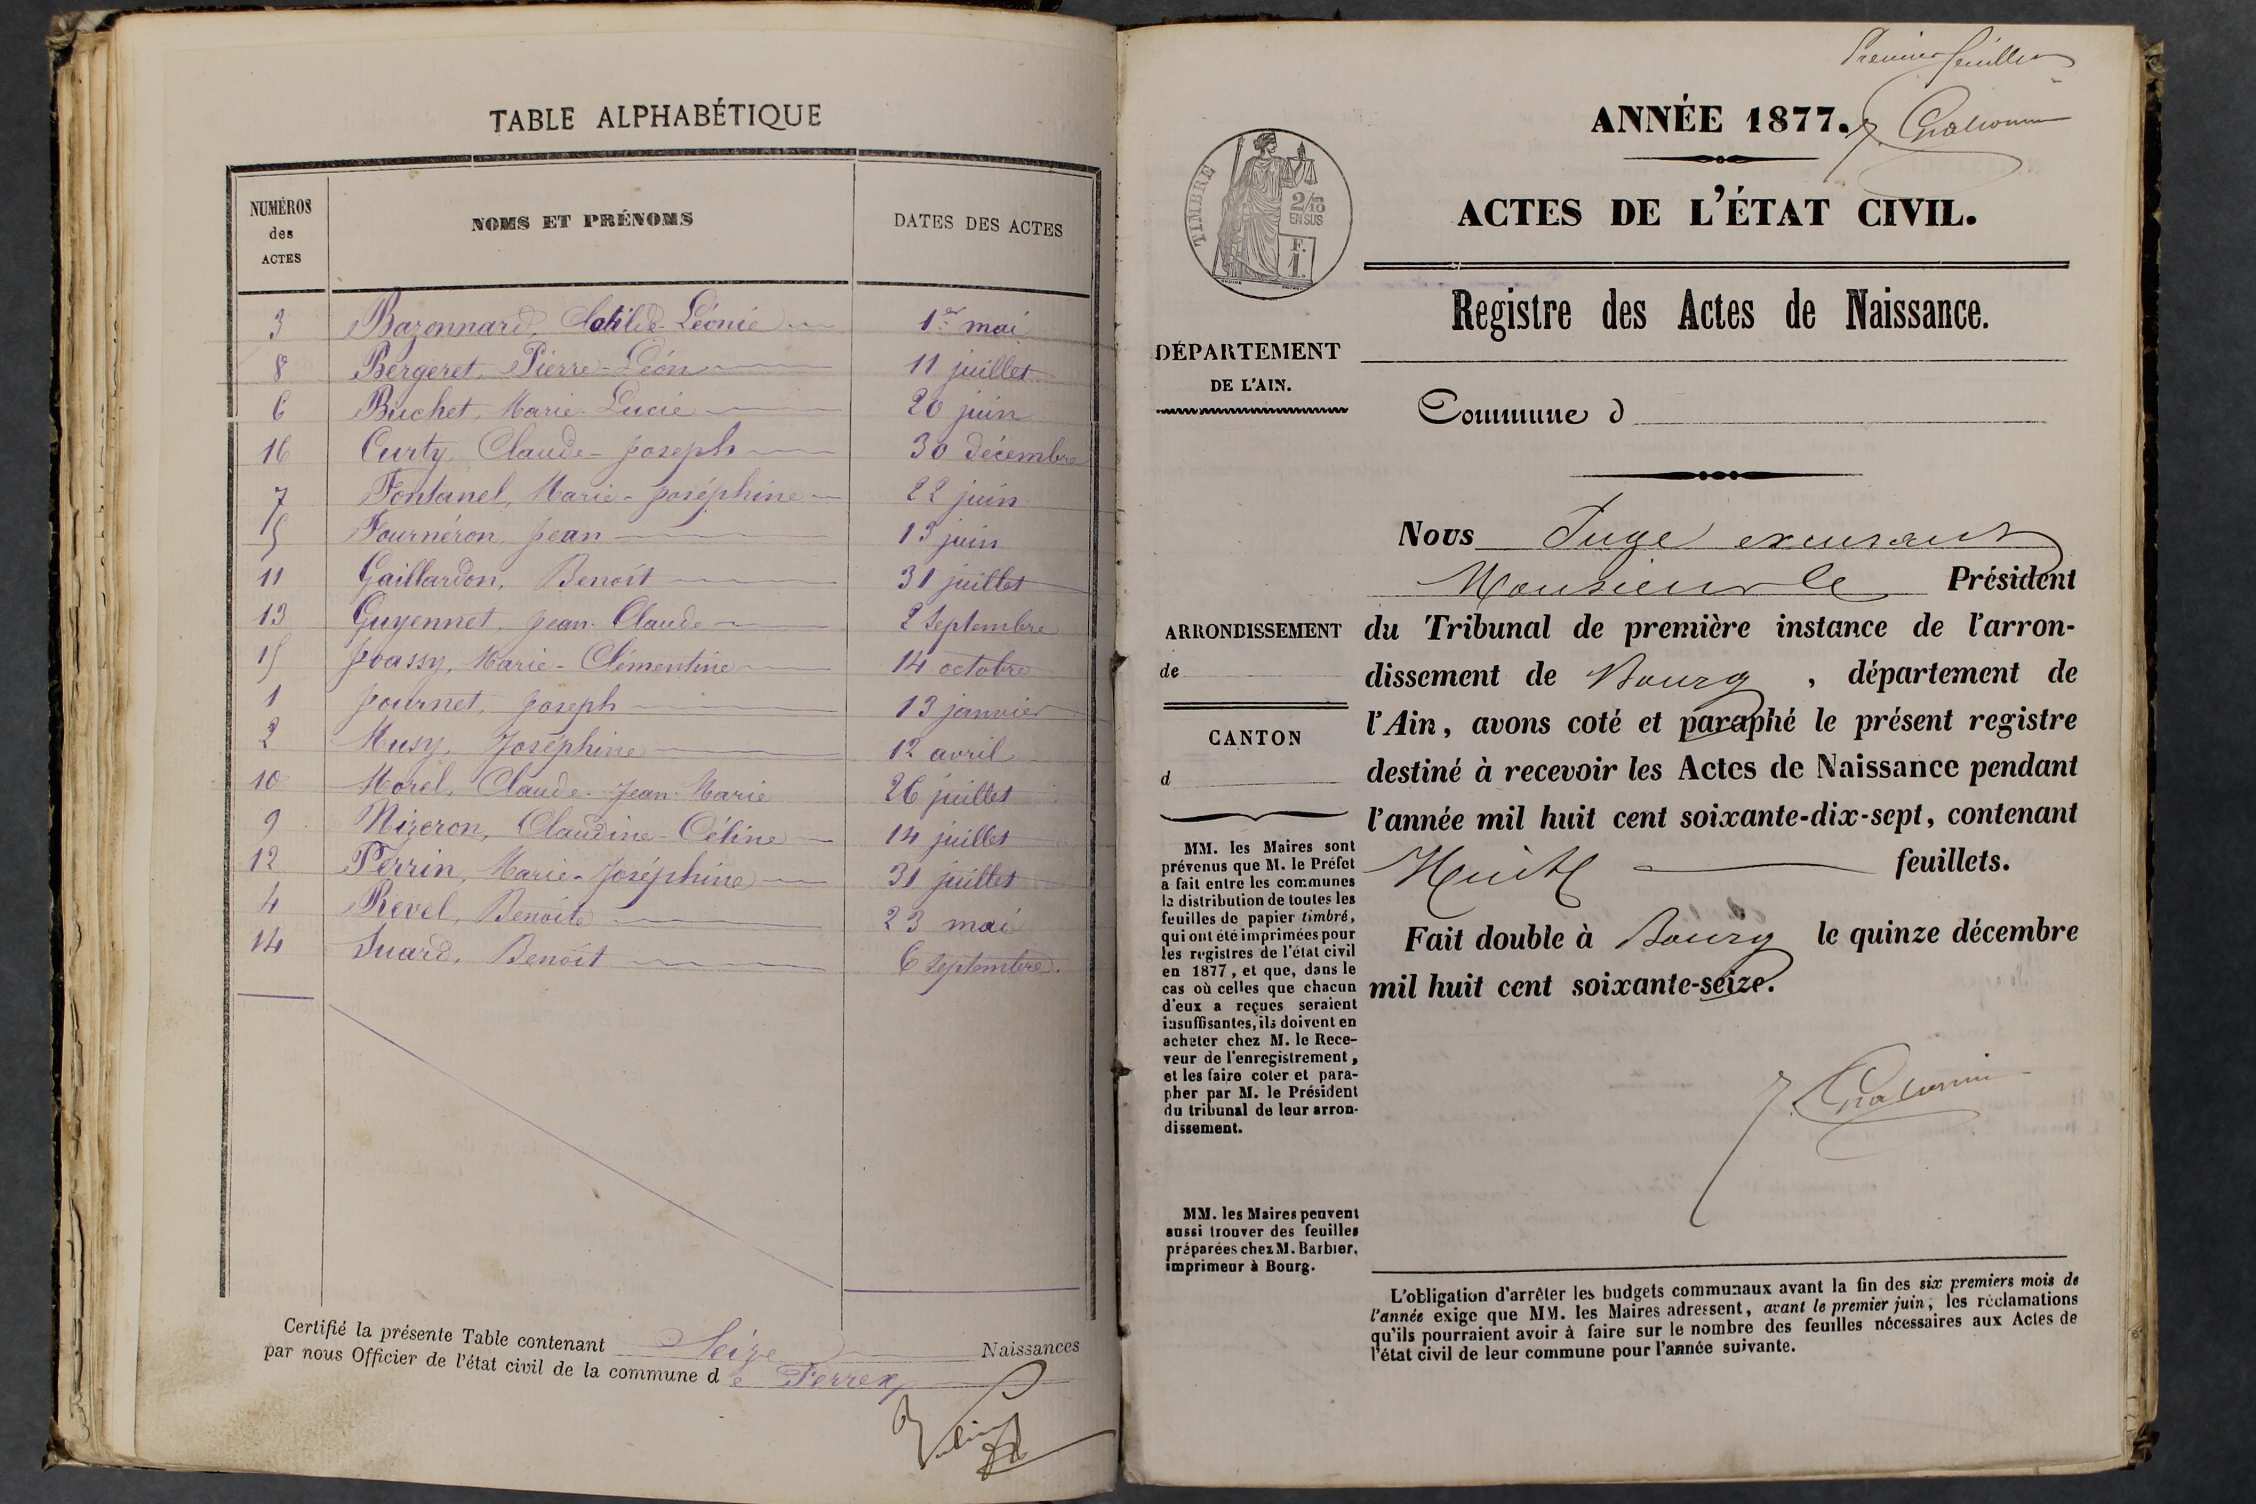 TABLE ALPHABÉTIQUE
NUMÉROS
des
ACTES
NOMS ET PRÉNOMS
DATES DES ACTES
3 Bazonnard, Clotilde-Léonie 1er mai
8 Bergeret, Pierre-Léon 11 juillet
6 Buchet, Marie-Lucie 20 juin
16 Curty, Claude-Joseph 30 décembre
7 Fontanel, Marie-Joséphine 22 juin
5 Fournéron, Jean 13 juin
11 Gaillardon, Benoît 31 juillet
13 Guyennet, Jean-Claude 2 septembre
15 Joassy, Marie-Clémentine 14 octobre
1 Journet, Joseph 13 janvier
2 Musy, Joséphine 12 avril
10 Morel, Claude-Jean-Marie 26 juillet
9 Nizeron, Claudine-Céline 14 juillet
12 Perrin, Marie-Joséphine 31 juillet
4 Revel, Benoîte 23 mai
14 Suard, Benoît 6 septembre.
Certifié la présente Table contenant Seize Naissances
par nous Officier de l'état civil de la commune de Perrex
Premier feuillet
ANNÉE 1877.
TIMBRE
2/10
EN SUS
F.
1.
ACTES DE L'ÉTAT CIVIL.
Registre des Actes de Naissance.
DÉPARTEMENT
DE L'AIN.
Commune d
Nous Juge excusant
Monsieur le Président
du Tribunal de première instance de l'arron-
dissement de Bourg, département de
l'Ain, avons coté et paraphé le présent registre
destiné à recevoir les Actes de Naissance pendant
l'année mil huit cent soixante-dix-sept, contenant
Huit feuillets.
Fait double à Bourg le quinze décembre
mil huit cent soixante-seize.
ARRONDISSEMENT
de
CANTON
d
MM. les Maires sont
prévenus que M. le Préfet
a fait entre les communes
la distribution de toutes les
feuilles de papier timbré,
qui ont été imprimées pour
les registres de l'état civil
en 1877, et que, dans le
cas où celles que chacun
d'eux a reçues seraient
insuffisantes, ils doivent en
acheter chez M. le Rece-
veur de l'enregistrement,
et les faire coter et para-
pher par M. le Président
du tribunal de leur arron-
dissement.
MM. les Maires peuvent
aussi trouver des feuilles
préparées chez M. Barbier,
imprimeur à Bourg.
L'obligation d'arrêter les budgets communaux avant la fin des six premiers mois de
l'année exige que MM. les Maires adressent, avant le premier juin, les réclamations
qu'ils pourraient avoir à faire sur le nombre des feuilles nécessaires aux Actes de
l'état civil de leur commune pour l'année suivante.